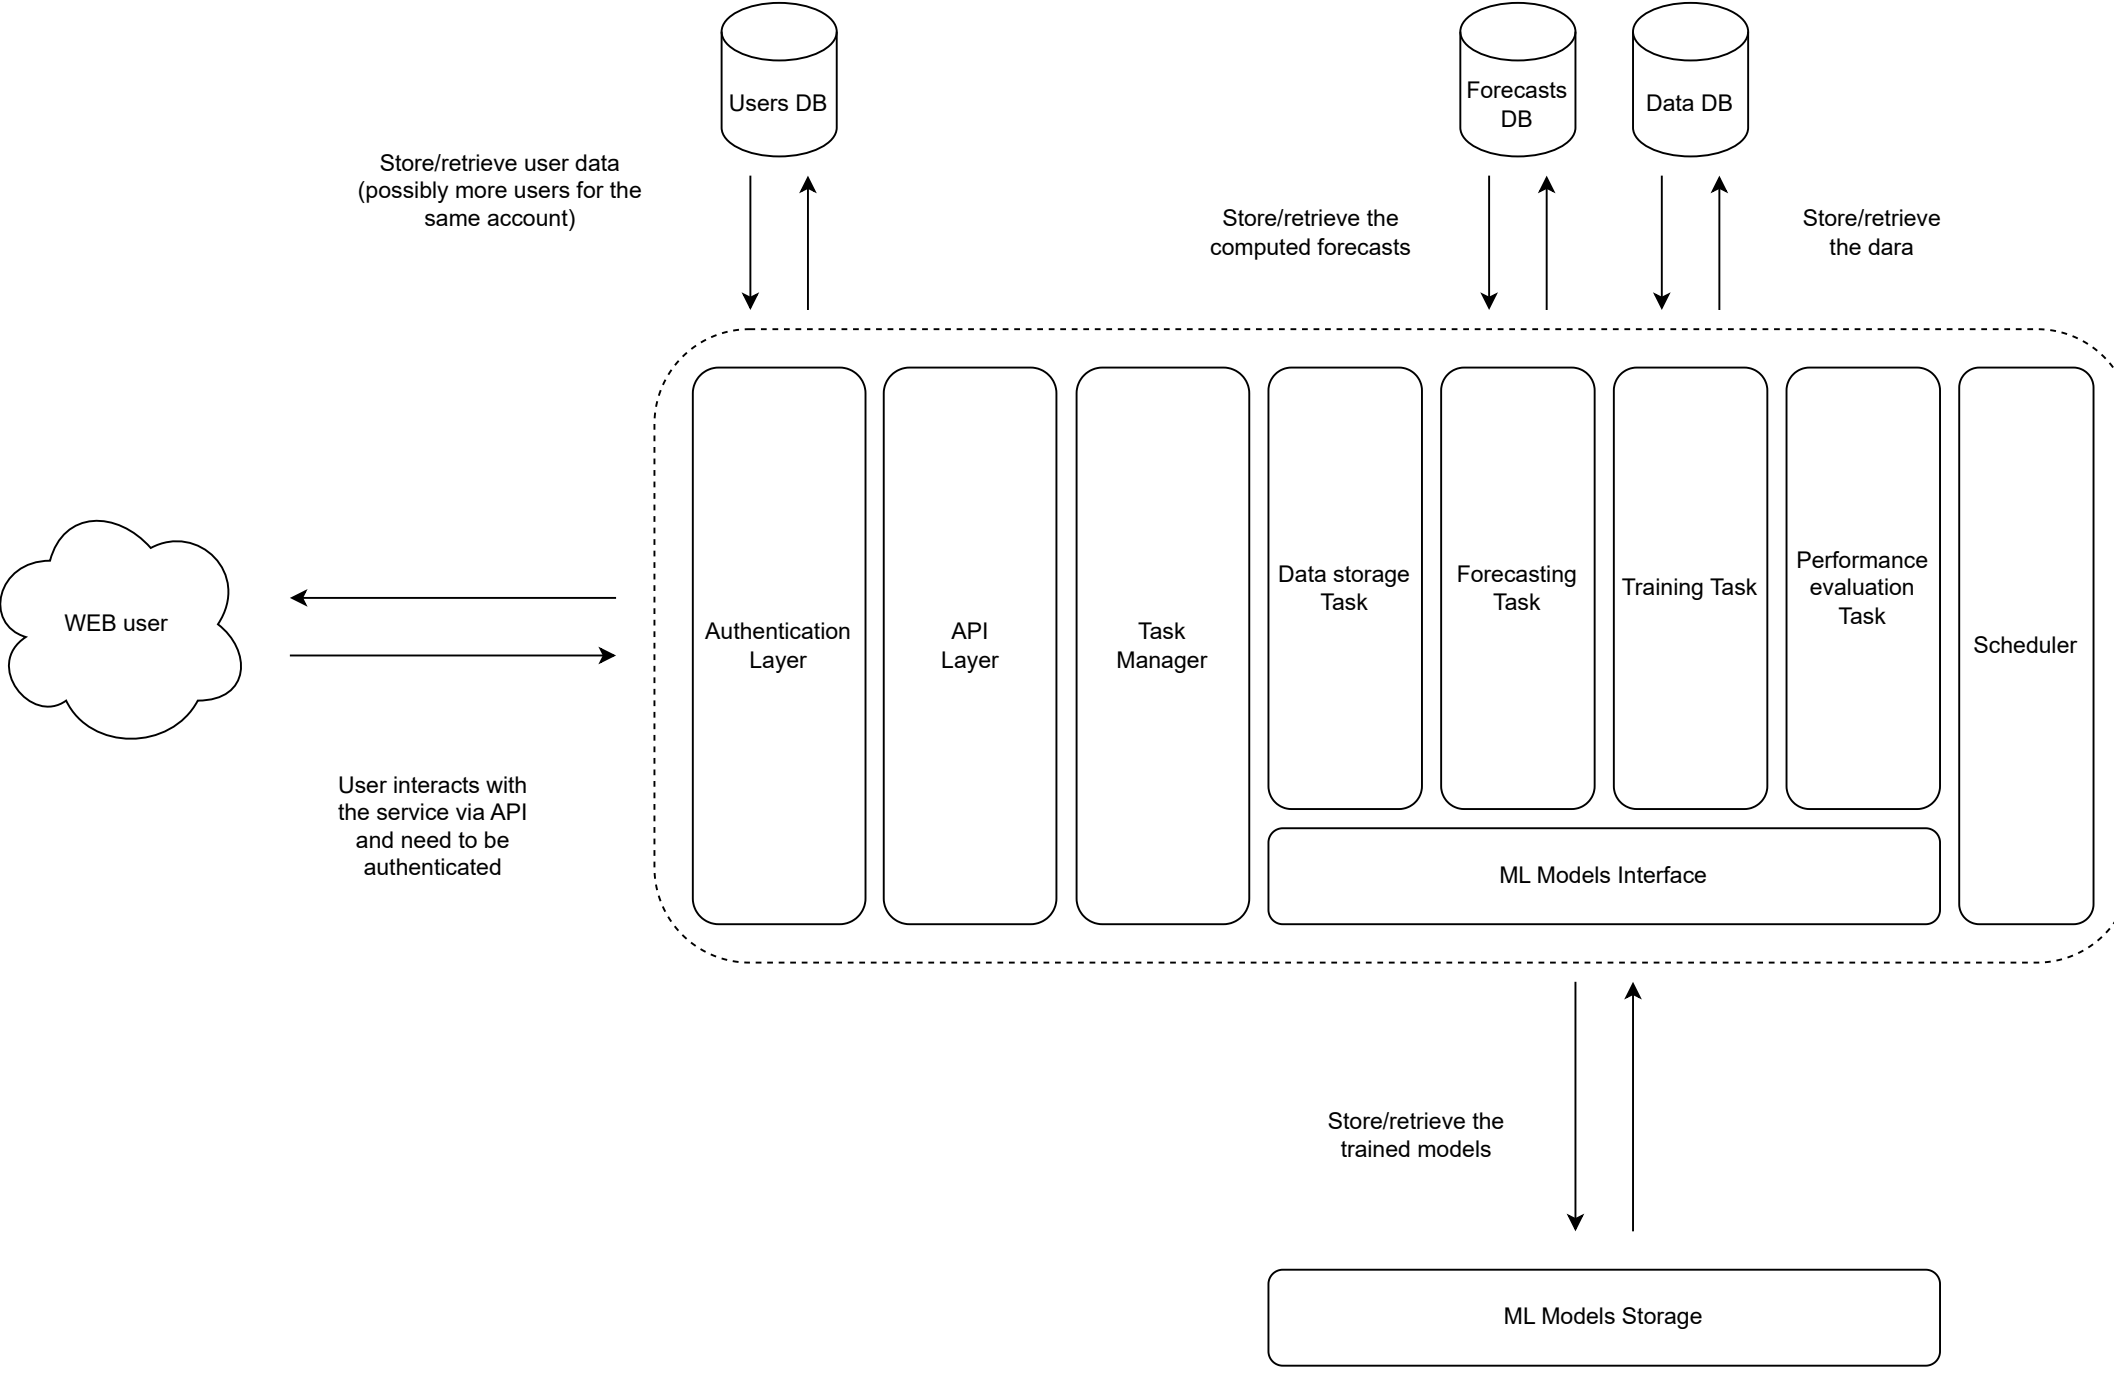 Users DB
Forecasts
DB
Data DB
Store/retrieve user data
(possibly more users for the
same account)
Store/retrieve the
computed forecasts
Store/retrieve
the dara
WEB user
User interacts with
the service via API
and need to be
authenticated
Authentication
Layer
API
Layer
Task
Manager
Data storage
Task
Forecasting
Task
Training Task
Performance
evaluation
Task
Scheduler
ML Models Interface
Store/retrieve the
trained models
ML Models Storage